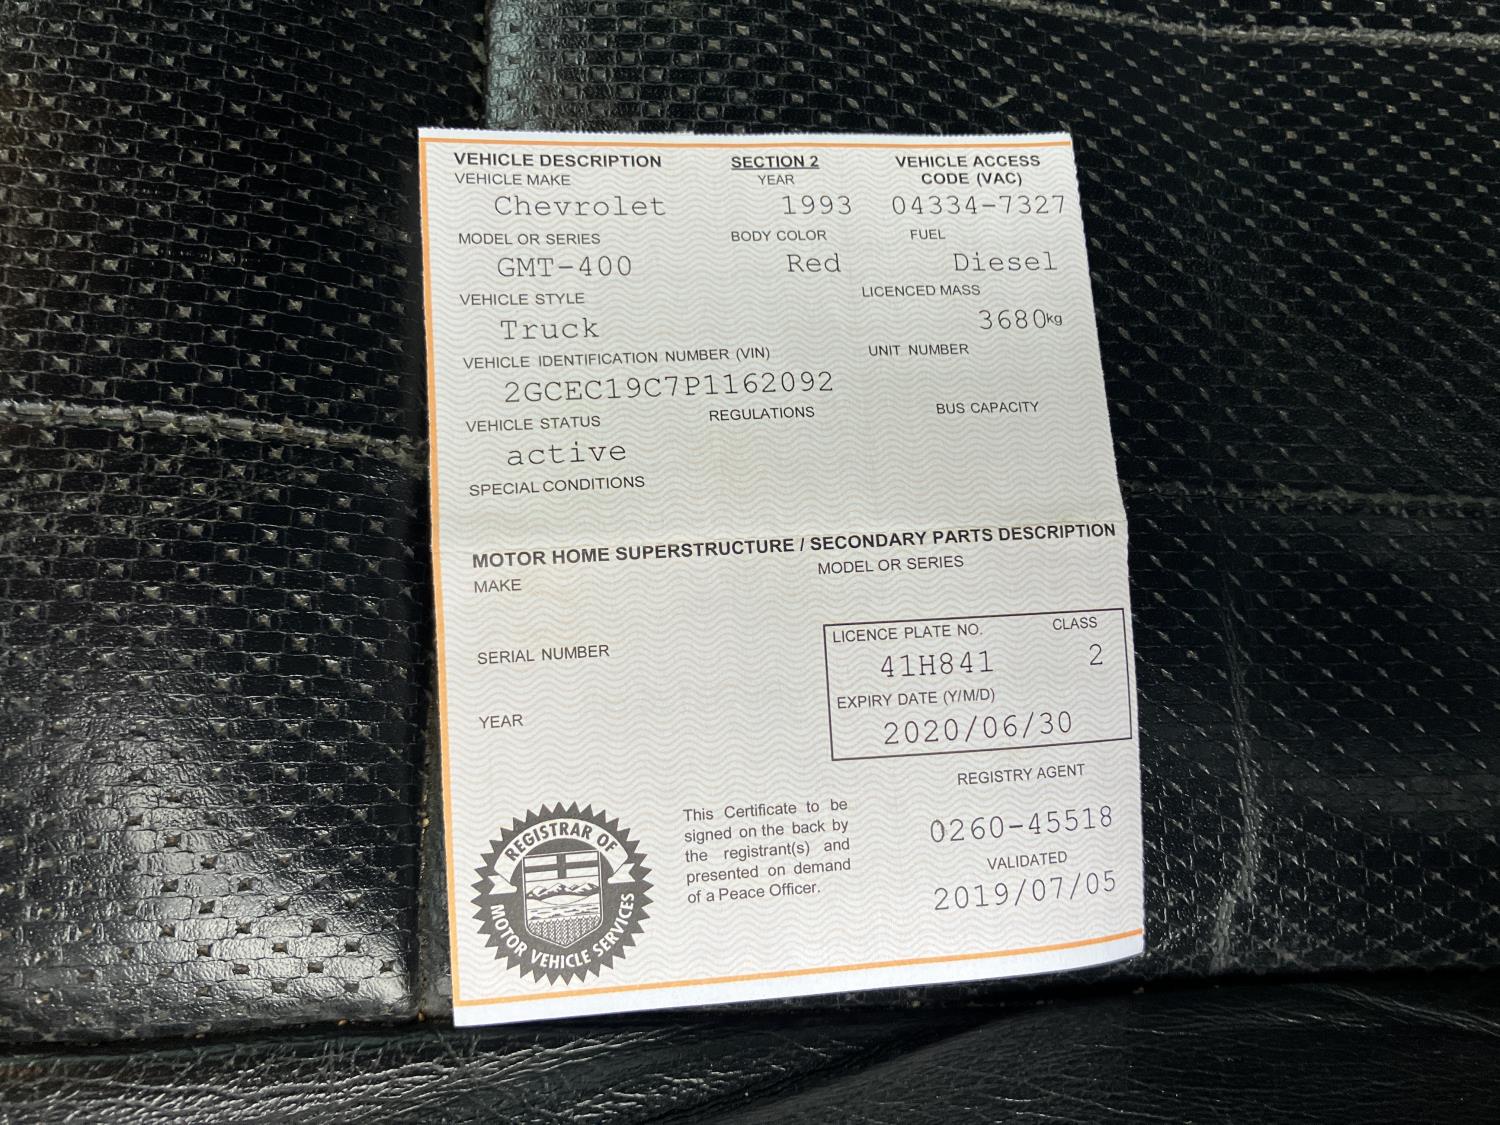 VEHICLE DESCRIPTION SECTION 2 VEHICLE ACCESS
VEHICLE MAKE YEAR CODE (VAC)
Chevrolet 1993 04334-7327
MODEL OR SERIES BODY COLOR FUEL
GMT-400 Red Diesel
VEHICLE STYLE LICENCED MASS
Truck 3680kg
VEHICLE IDENTIFICATION NUMBER (VIN) UNIT NUMBER
2GCEC19C7P1162092
VEHICLE STATUS REGULATIONS BUS CAPACITY
active
SPECIAL CONDITIONS
MOTOR HOME SUPERSTRUCTURE / SECONDARY PARTS DESCRIPTION
MAKE MODEL OR SERIES
LICENCE PLATE NO. CLASS
SERIAL NUMBER 41H841 2
EXPIRY DATE (Y/M/D)
YEAR 2020/06/30
REGISTRY AGENT
0260-45518
VALIDATED
2019/07/05
This Certificate to be
signed on the back by
the registrant(s) and
presented on demand
of a Peace Officer.
REGISTRAR OF
MOTOR VEHICLE SERVICES